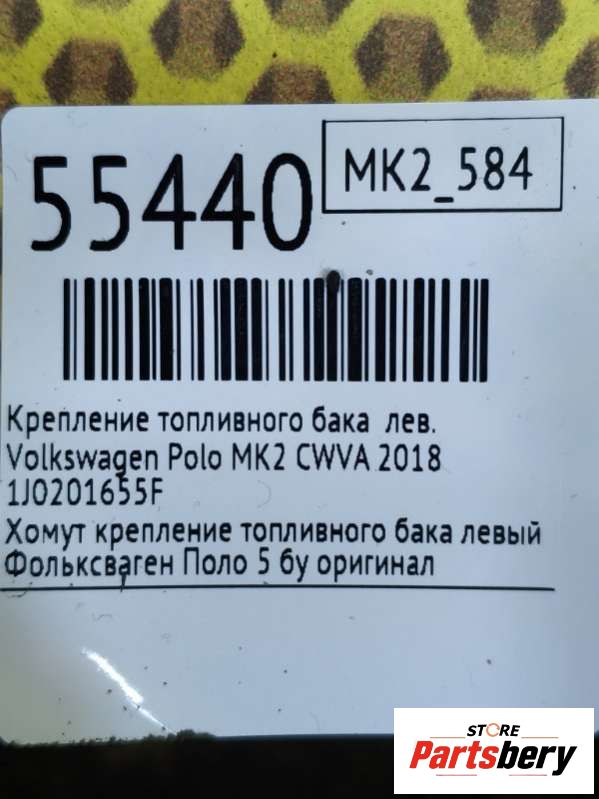 55440
MK2_584
Крепление топливного бака лев.
Volkswagen Polo MK2 CWVA 2018
1J0201655F
Хомут крепление топливного бака левый
Фольксваген Поло 5 бу оригинал
STORE
Partsbery